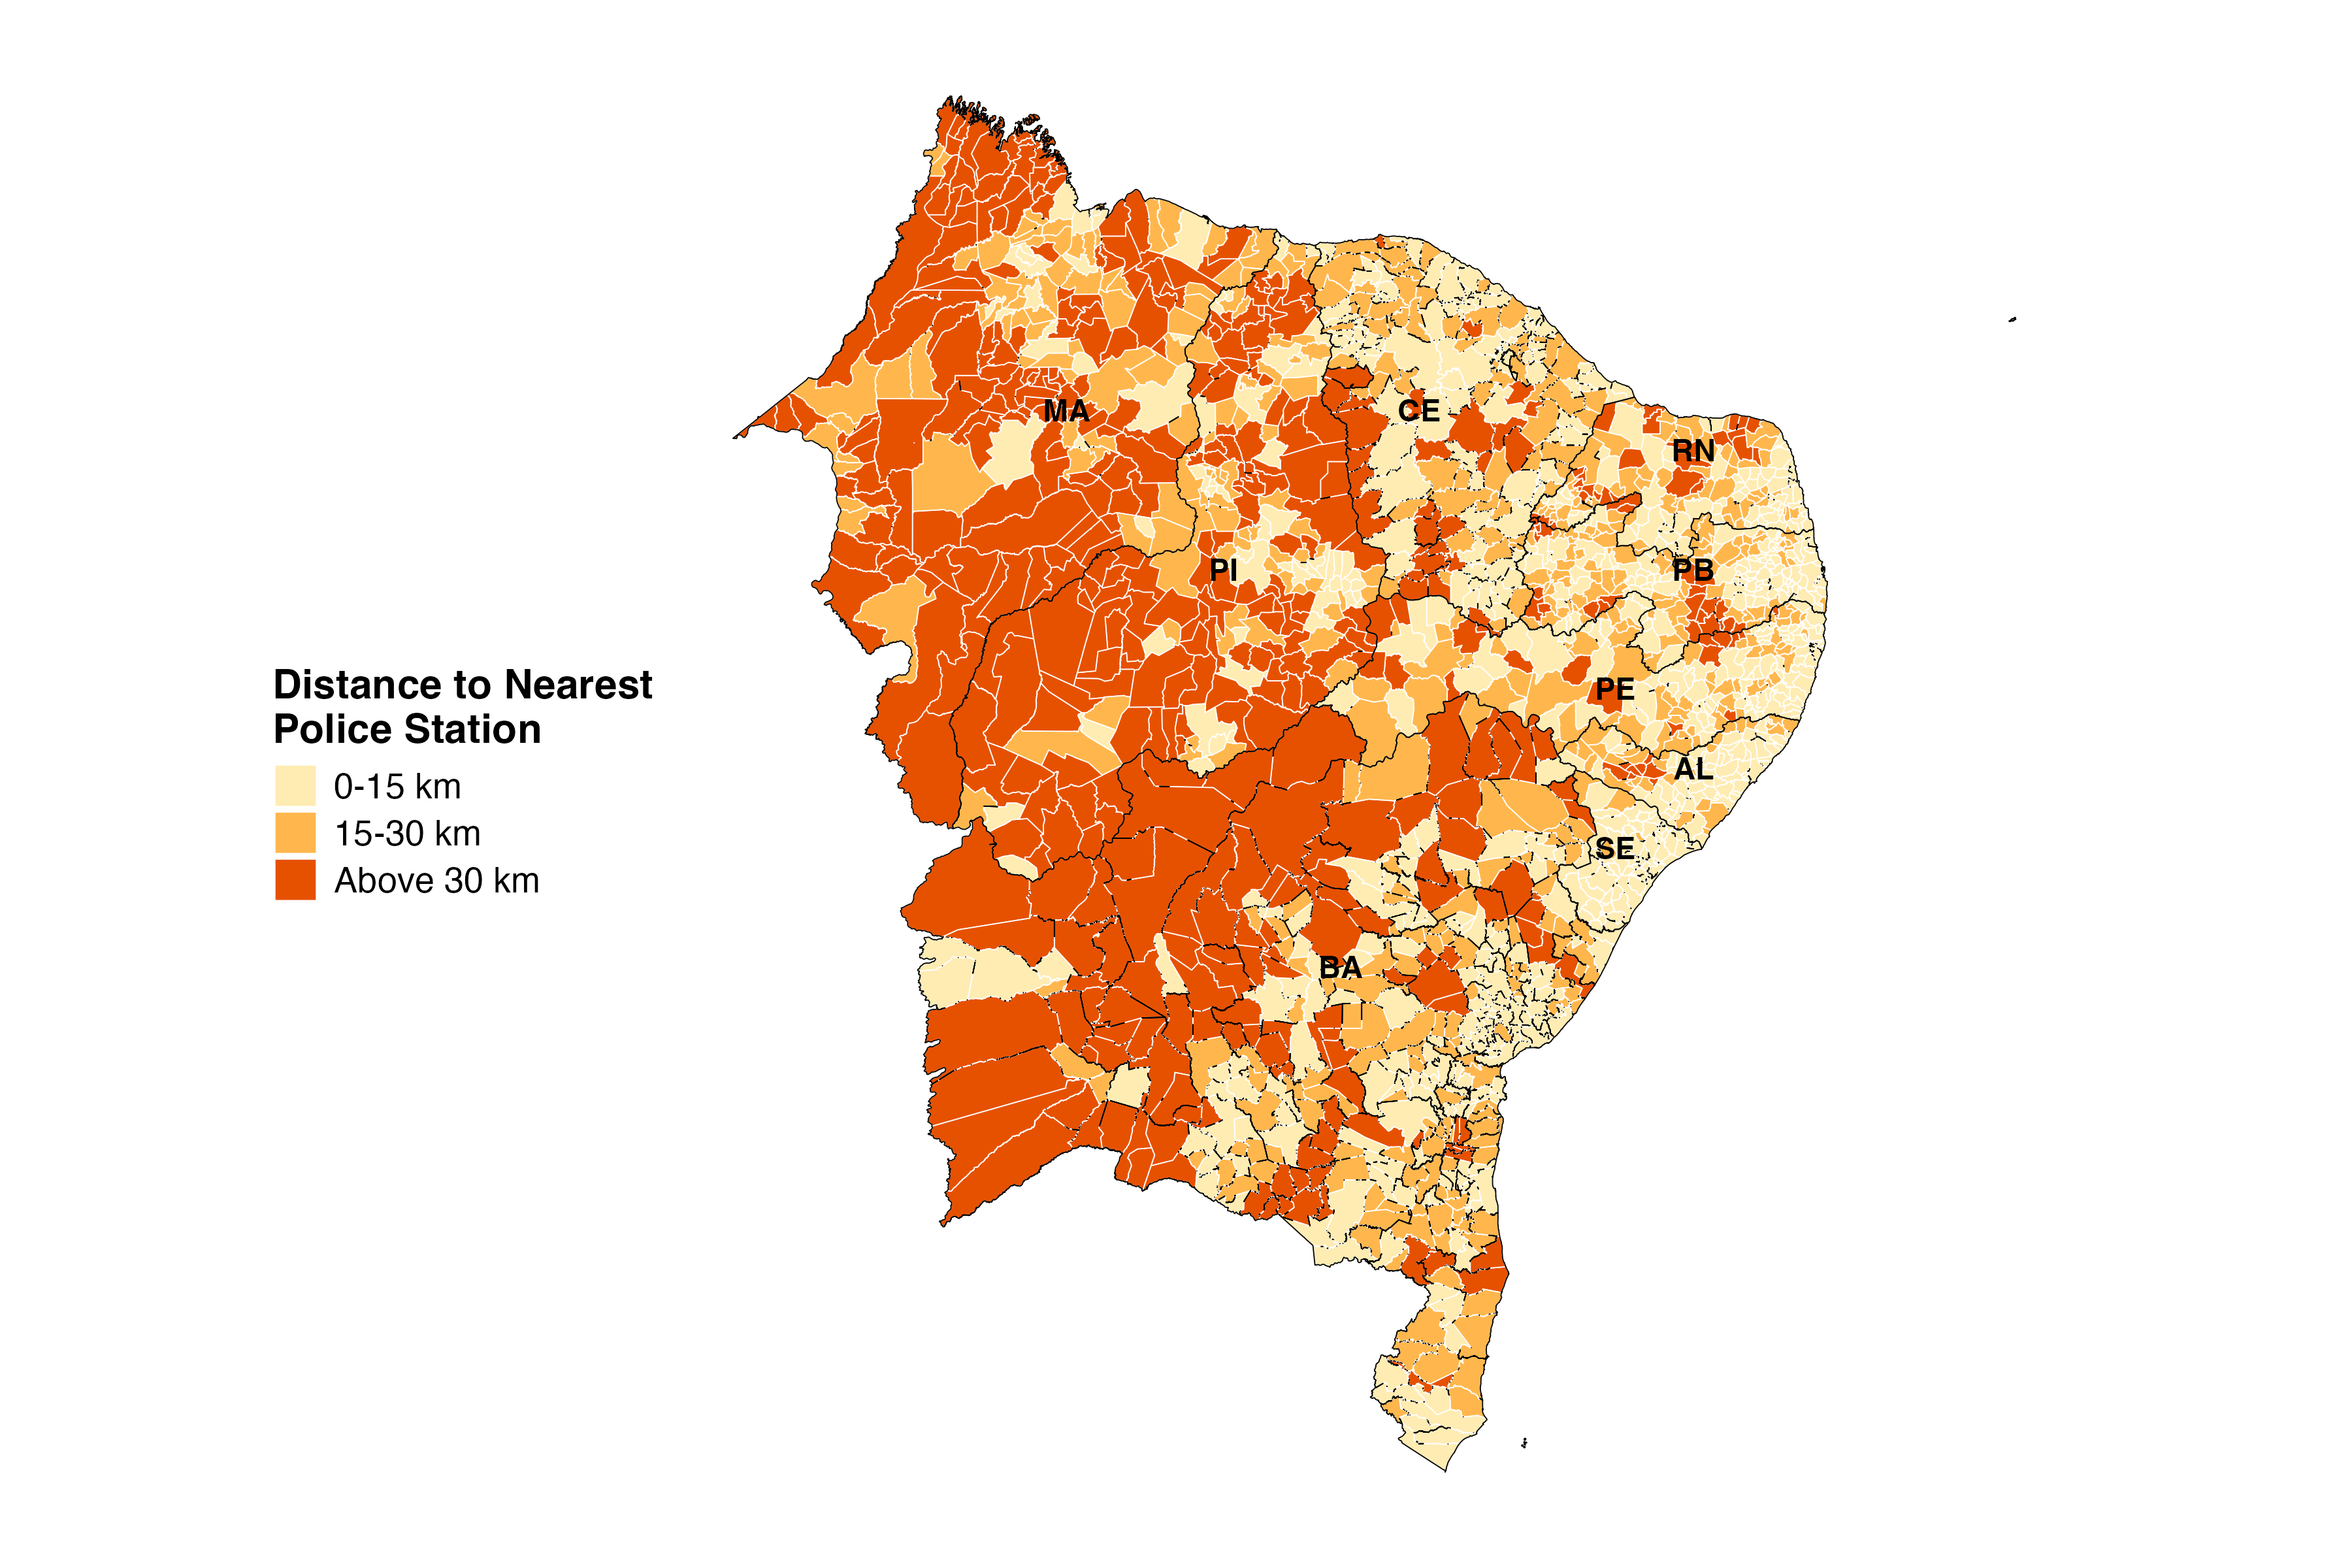 MA
CE
RN
PI
PB
Distance to Nearest
Police Station
PE
0-15 km
AL
15-30 km
SE
Above 30 km
BA